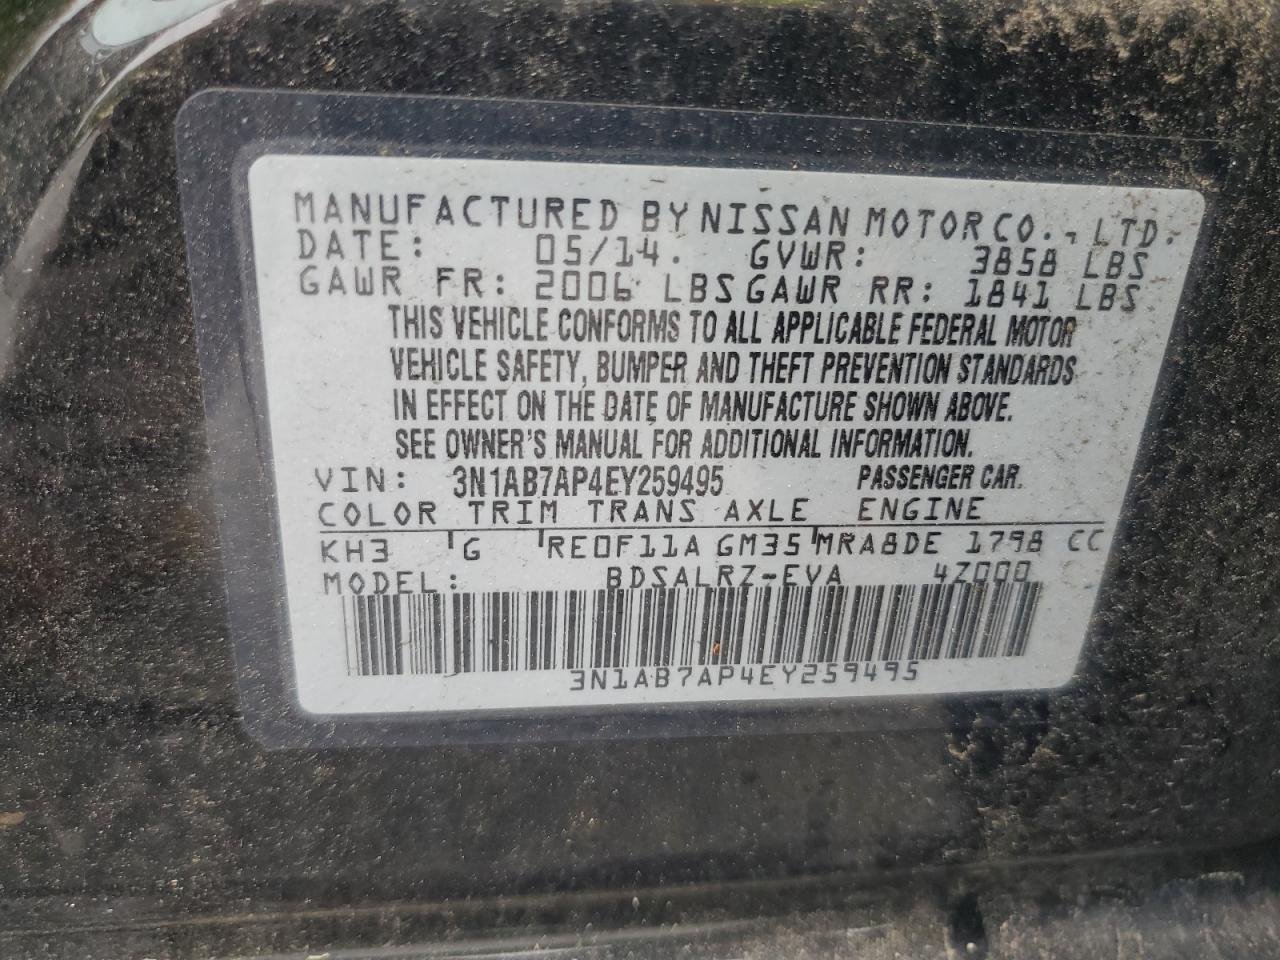 MANUFACTURED BY NISSAN MOTOR CO., LTD.
DATE: 05/14. GVWR: 3858 LBS
GAWR FR: 2006 LBS GAWR RR: 1841 LBS
THIS VEHICLE CONFORMS TO ALL APPLICABLE FEDERAL MOTOR
VEHICLE SAFETY, BUMPER AND THEFT PREVENTION STANDARDS
IN EFFECT ON THE DATE OF MANUFACTURE SHOWN ABOVE.
SEE OWNER'S MANUAL FOR ADDITIONAL INFORMATION.
VIN: 3N1AB7AP4EY259495 PASSENGER CAR.
COLOR TRIM TRANS AXLE ENGINE
KH3 G RE0F11A GM35 MRA8DE 1798 CC
MODEL: BDSALRZ-EVA 4Z000
3N1AB7AP4EY259495